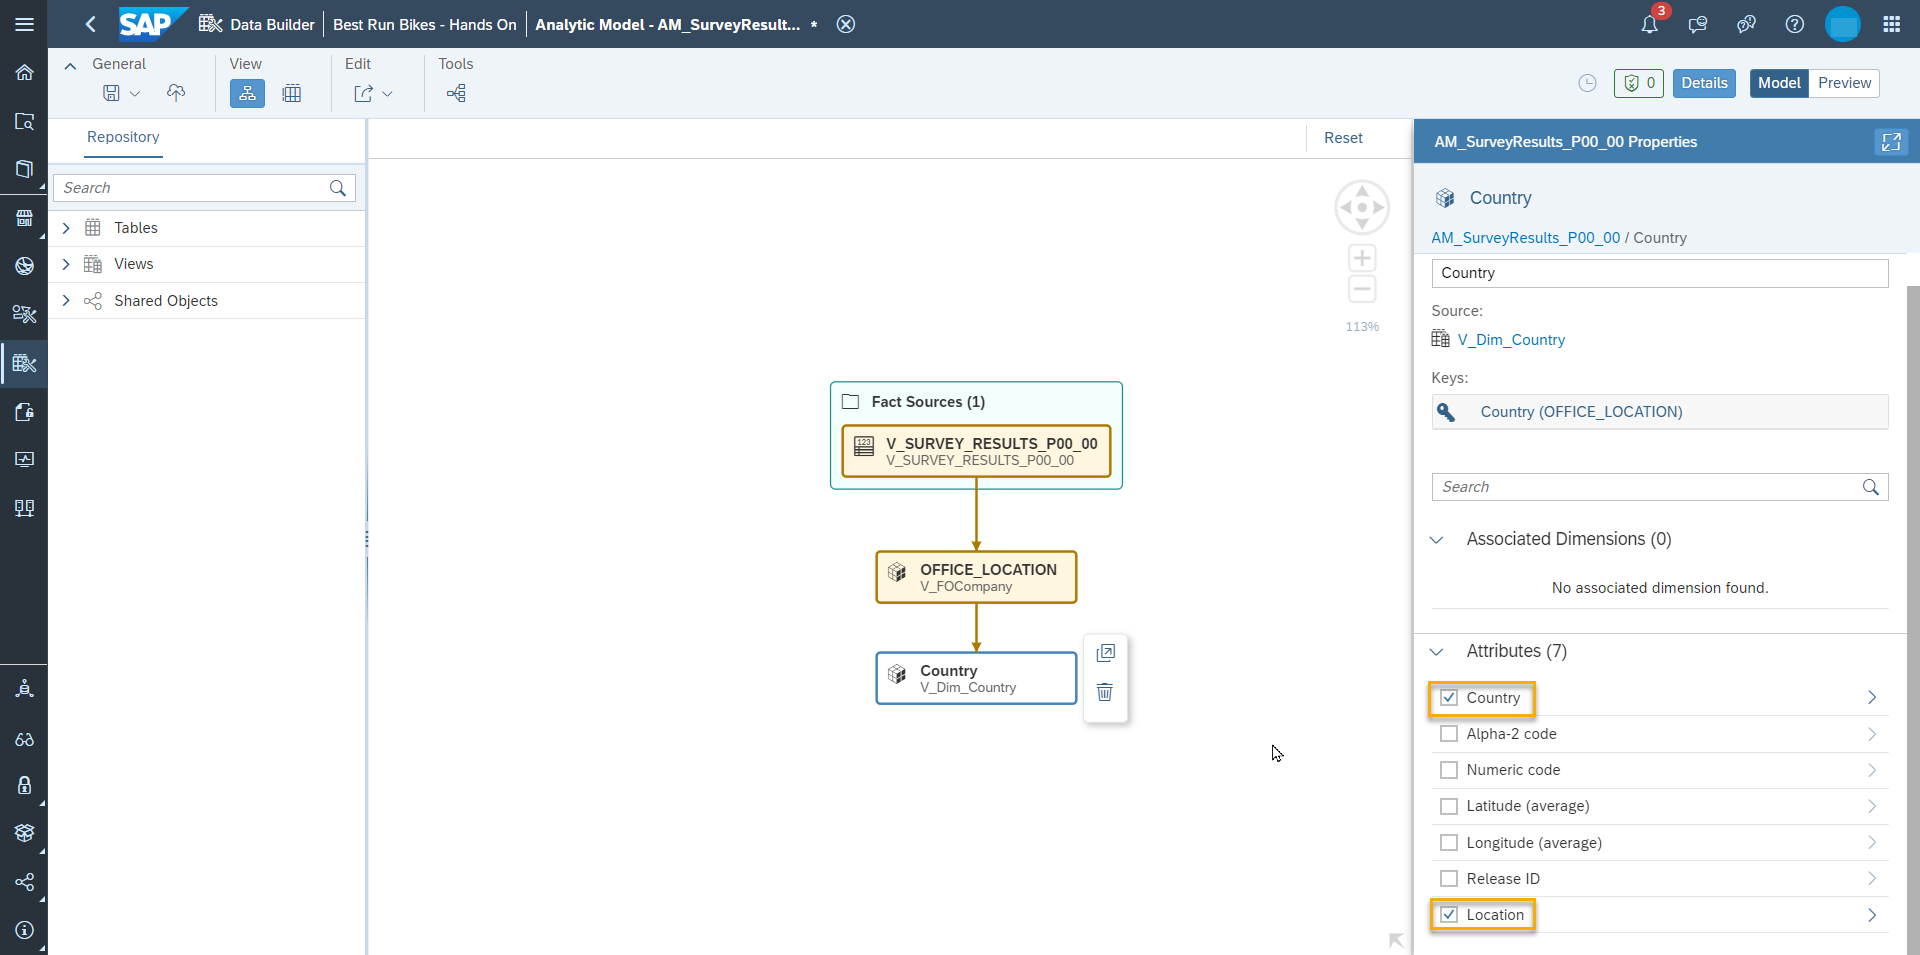 SAP
Data Builder
Best Run Bikes - Hands On
Analytic Model - AM_SurveyResult... *
3
General
View
Edit
Tools
0
Details
Model
Preview
Repository
Search
Tables
Views
Shared Objects
Reset
113%
Fact Sources (1)
123
V_SURVEY_RESULTS_P00_00
V_SURVEY_RESULTS_P00_00
OFFICE_LOCATION
V_FOCompany
Country
V_Dim_Country
AM_SurveyResults_P00_00 Properties
Country
AM_SurveyResults_P00_00 / Country
Country
Source:
V_Dim_Country
Keys:
Country (OFFICE_LOCATION)
Search
Associated Dimensions (0)
No associated dimension found.
Attributes (7)
Country
Alpha-2 code
Numeric code
Latitude (average)
Longitude (average)
Release ID
Location